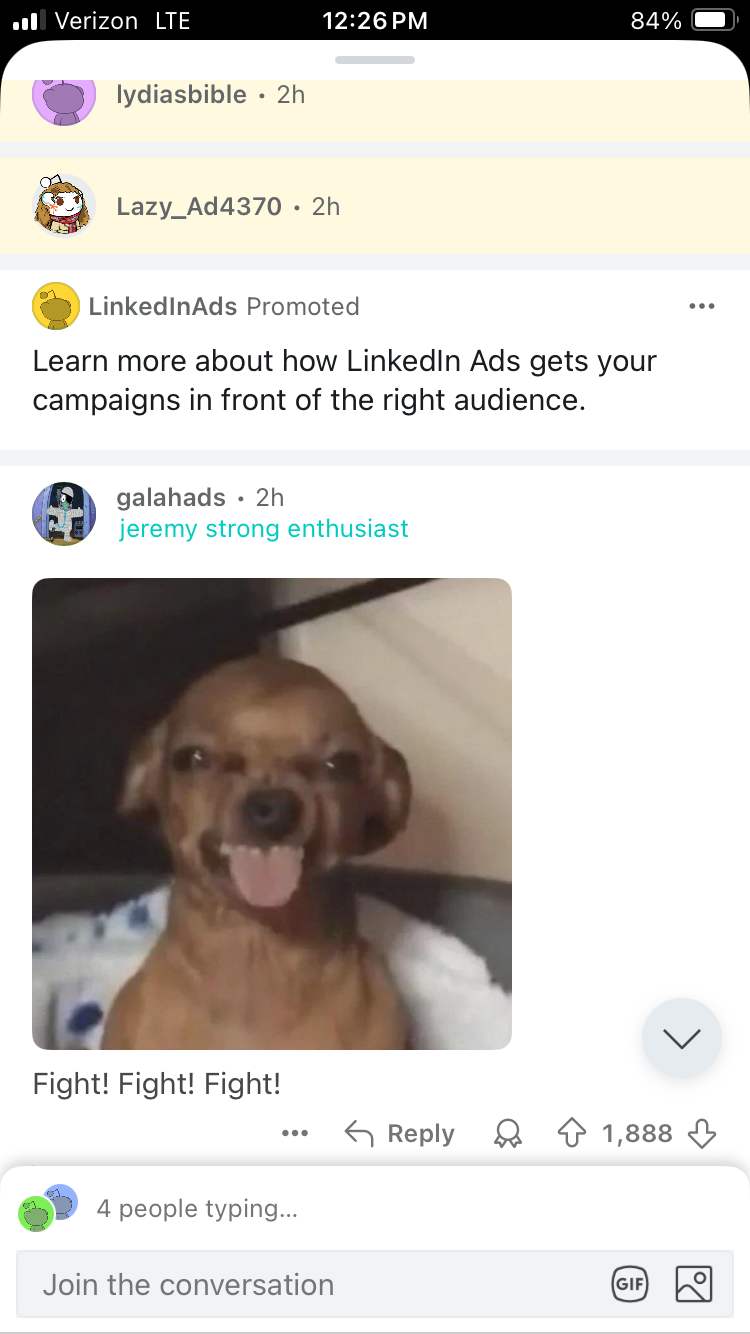 Verizon LTE 12:26 PM 84%
lydiasbible • 2h
Lazy_Ad4370 • 2h
LinkedInAds Promoted
Learn more about how LinkedIn Ads gets your
campaigns in front of the right audience.
galahads • 2h
jeremy strong enthusiast
Fight! Fight! Fight!
Reply 1,888
4 people typing...
Join the conversation GIF